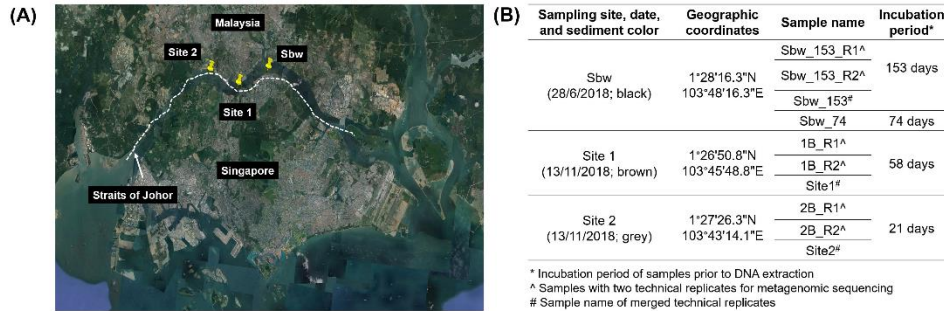 (A)
Malaysia
Site 2
Sbw
Site 1
Singapore
Straits of Johor
(B)
Sampling site, date, and sediment color | Geographic coordinates | Sample name | Incubation period*
Sbw (28/6/2018; black) | 1°28'16.3"N 103°48'16.3"E | Sbw_153_R1^ | 153 days
Sbw_153_R2^
Sbw_153#
Sbw_74 | 74 days
Site 1 (13/11/2018; brown) | 1°26'50.8"N 103°45'48.8"E | 1B_R1^ | 58 days
1B_R2^
Site1#
Site 2 (13/11/2018; grey) | 1°27'26.3"N 103°43'14.1"E | 2B_R1^ | 21 days
2B_R2^
Site2#
* Incubation period of samples prior to DNA extraction
^ Samples with two technical replicates for metagenomic sequencing
# Sample name of merged technical replicates